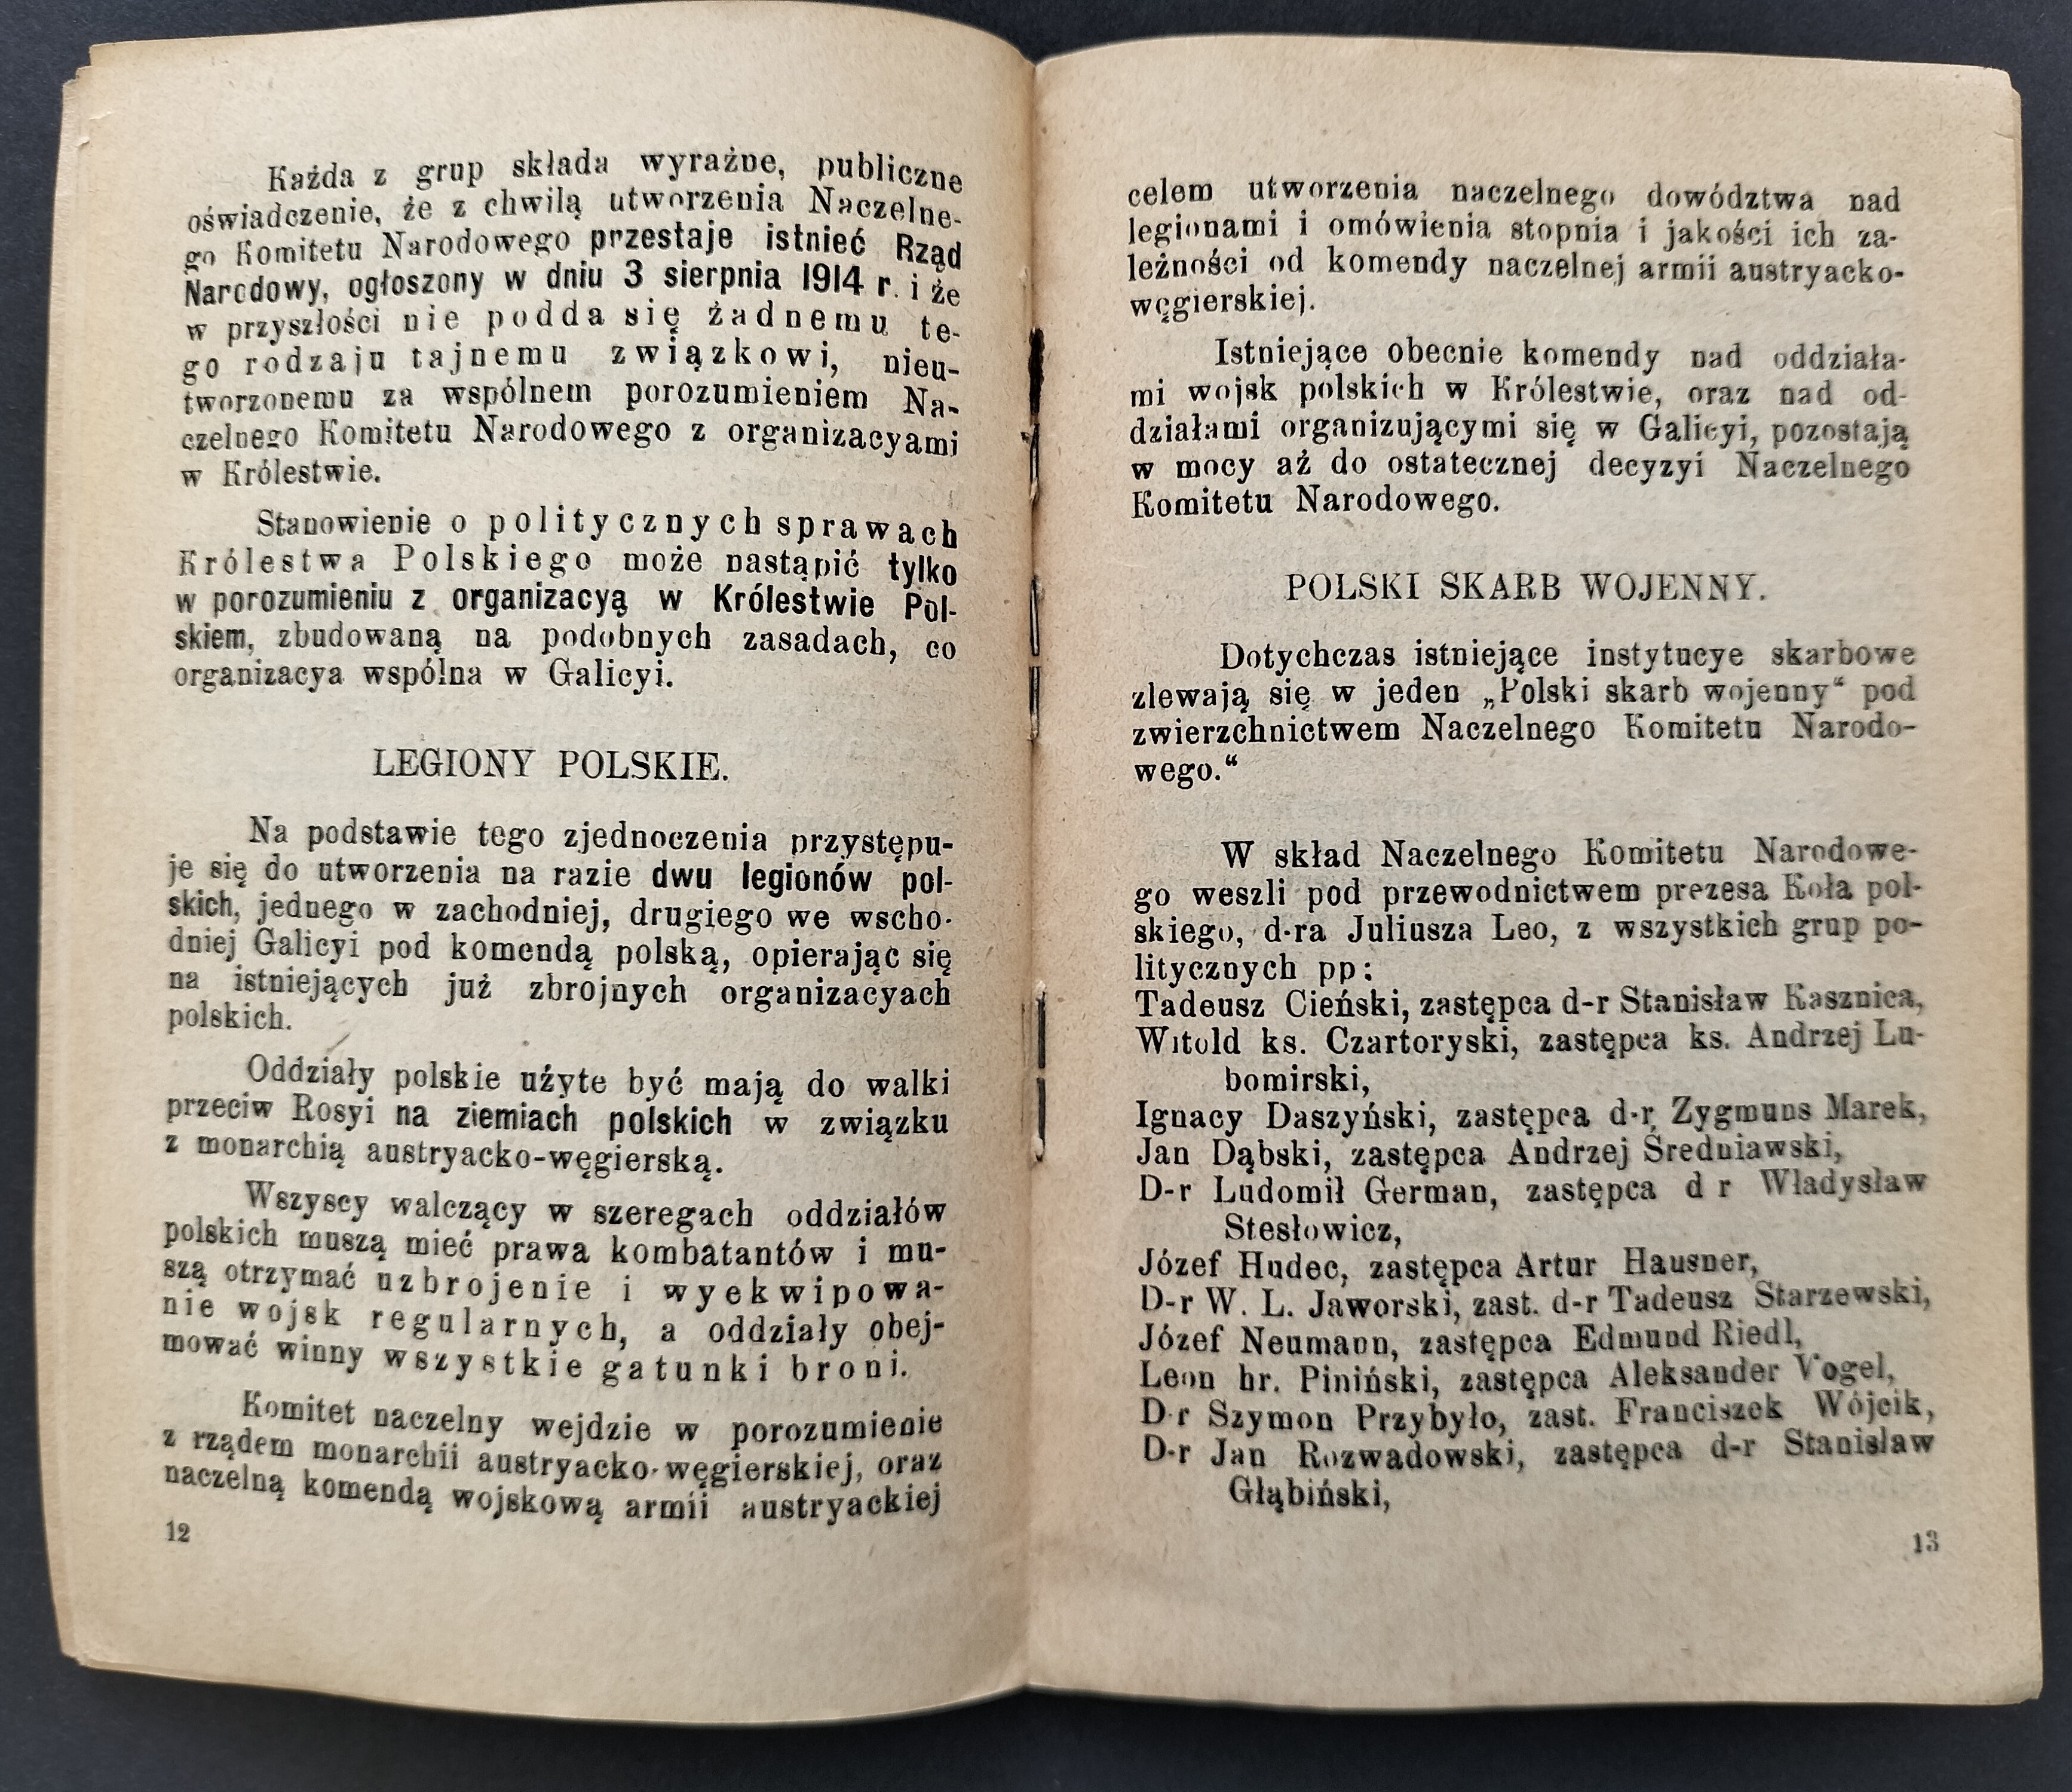 Każda z grup składa wyraźne, publiczne
oświadczenie, że z chwilą utworzenia Naczelne-
go Komitetu Narodowego przestaje istnieć Rząd
Narodowy, ogłoszony w dniu 3 sierpnia 1914 r. i że
w przyszłości nie podda się żadnemu te-
go rodzaju tajnemu związkowi, nieu-
tworzonemu za wspólnem porozumieniem Na-
czelnego Komitetu Narodowego z organizacyami
w Królestwie.
Stanowienie o politycznych sprawach
Królestwa Polskiego może nastąpić tylko
w porozumieniu z organizacyą w Królestwie Pol-
skiem, zbudowaną na podobnych zasadach, co
organizacya wspólna w Galicyi.
LEGIONY POLSKIE.
Na podstawie tego zjednoczenia przystępu-
je się do utworzenia na razie dwu legionów pol-
skich, jednego w zachodniej, drugiego we wscho-
dniej Galicyi pod komendą polską, opierając się
na istniejących już zbrojnych organizacyach
polskich.
Oddziały polskie użyte być mają do walki
przeciw Rosyi na ziemiach polskich w związku
z monarchią austryacko-węgierską.
Wszyscy walczący w szeregach oddziałów
polskich muszą mieć prawa kombatantów i mu-
szą otrzymać uzbrojenie i wyekwipowa-
nie wojsk regularnych, a oddziały obej-
mować winny wszystkie gatunki broni.
Komitet naczelny wejdzie w porozumienie
z rządem monarchii austryacko-węgierskiej, oraz
naczelną komendą wojskową armii austryackiej
12
celem utworzenia naczelnego dowództwa nad
legionami i omówienia stopnia i jakości ich za-
leżności od komendy naczelnej armii austryacko-
węgierskiej.
Istniejące obecnie komendy nad oddziała-
mi wojsk polskich w Królestwie, oraz nad od-
działami organizującymi się w Galicyi, pozostają
w mocy aż do ostatecznej decyzyi Naczelnego
Komitetu Narodowego.
POLSKI SKARB WOJENNY.
Dotychczas istniejące instytucye skarbowe
zlewają się w jeden „Polski skarb wojenny“ pod
zwierzchnictwem Naczelnego Komitetu Narodo-
wego.“
W skład Naczelnego Komitetu Narodowe-
go weszli pod przewodnictwem prezesa Koła pol-
skiego, d-ra Juliusza Leo, z wszystkich grup po-
litycznych pp:
Tadeusz Cieński, zastępca d-r Stanisław Kasznica,
Witold ks. Czartoryski, zastępca ks. Andrzej Lu-
bomirski,
Ignacy Daszyński, zastępca d-r Zygmuns Marek,
Jan Dąbski, zastępca Andrzej Średniawski,
D-r Ludomił German, zastępca d r Władysław
Stesłowicz,
Józef Hudec, zastępca Artur Hausner,
D-r W. L. Jaworski, zast. d-r Tadeusz Starzewski,
Józef Neumann, zastępca Edmund Riedl,
Leon hr. Piniński, zastępca Aleksander Vogel,
D-r Szymon Przybyło, zast. Franciszek Wójcik,
D-r Jan Rozwadowski, zastępca d-r Stanisław
Głąbiński,
13